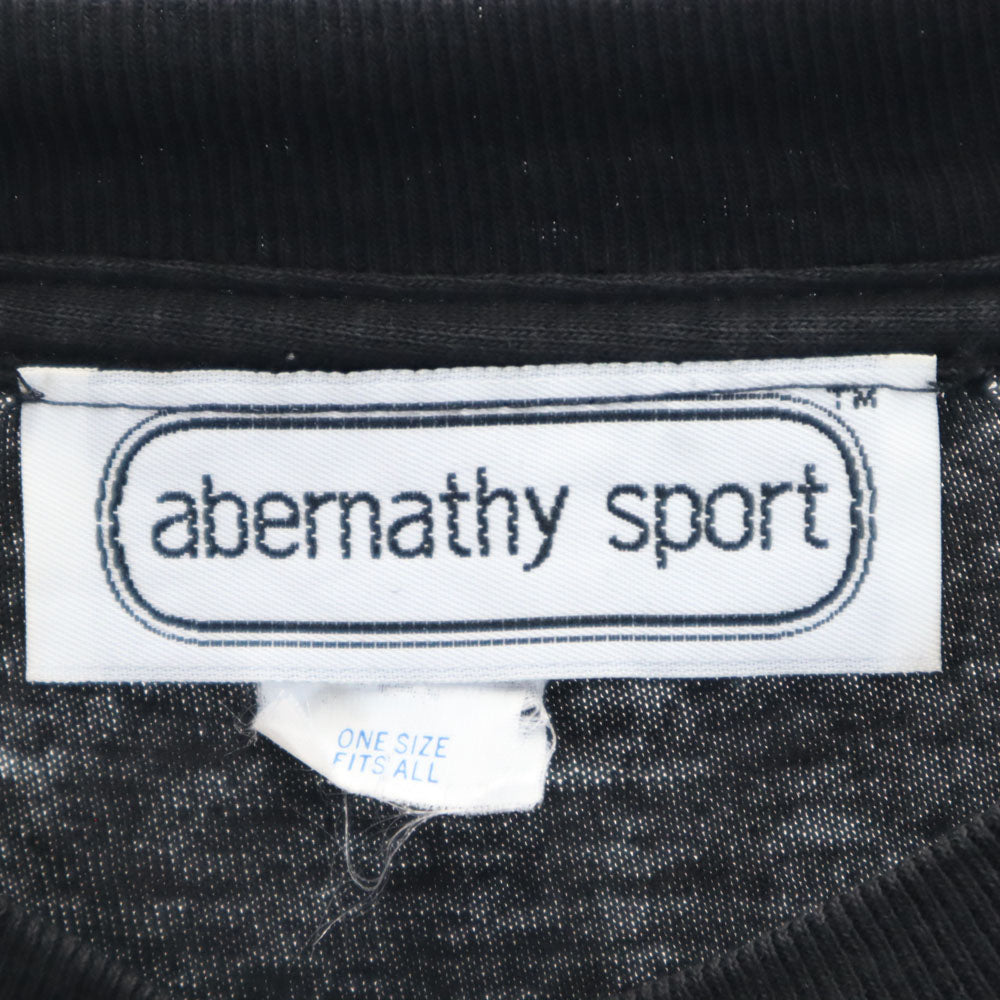 TM
abernathy sport
ONE SIZE
FITS ALL